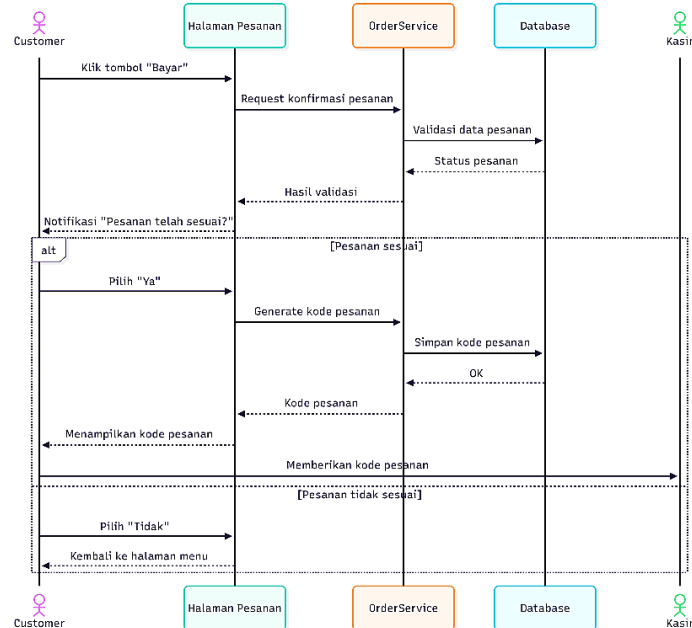 Customer
Halaman Pesanan
OrderService
Database
Kasir
Klik tombol "Bayar"
Request konfirmasi pesanan
Validasi data pesanan
Status pesanan
Hasil validasi
Notifikasi "Pesanan telah sesuai?"
alt
[Pesanan sesuai]
Pilih "Ya"
Generate kode pesanan
Simpan kode pesanan
OK
Kode pesanan
Menampilkan kode pesanan
Memberikan kode pesanan
[Pesanan tidak sesuai]
Pilih "Tidak"
Kembali ke halaman menu
Customer
Halaman Pesanan
OrderService
Database
Kasir